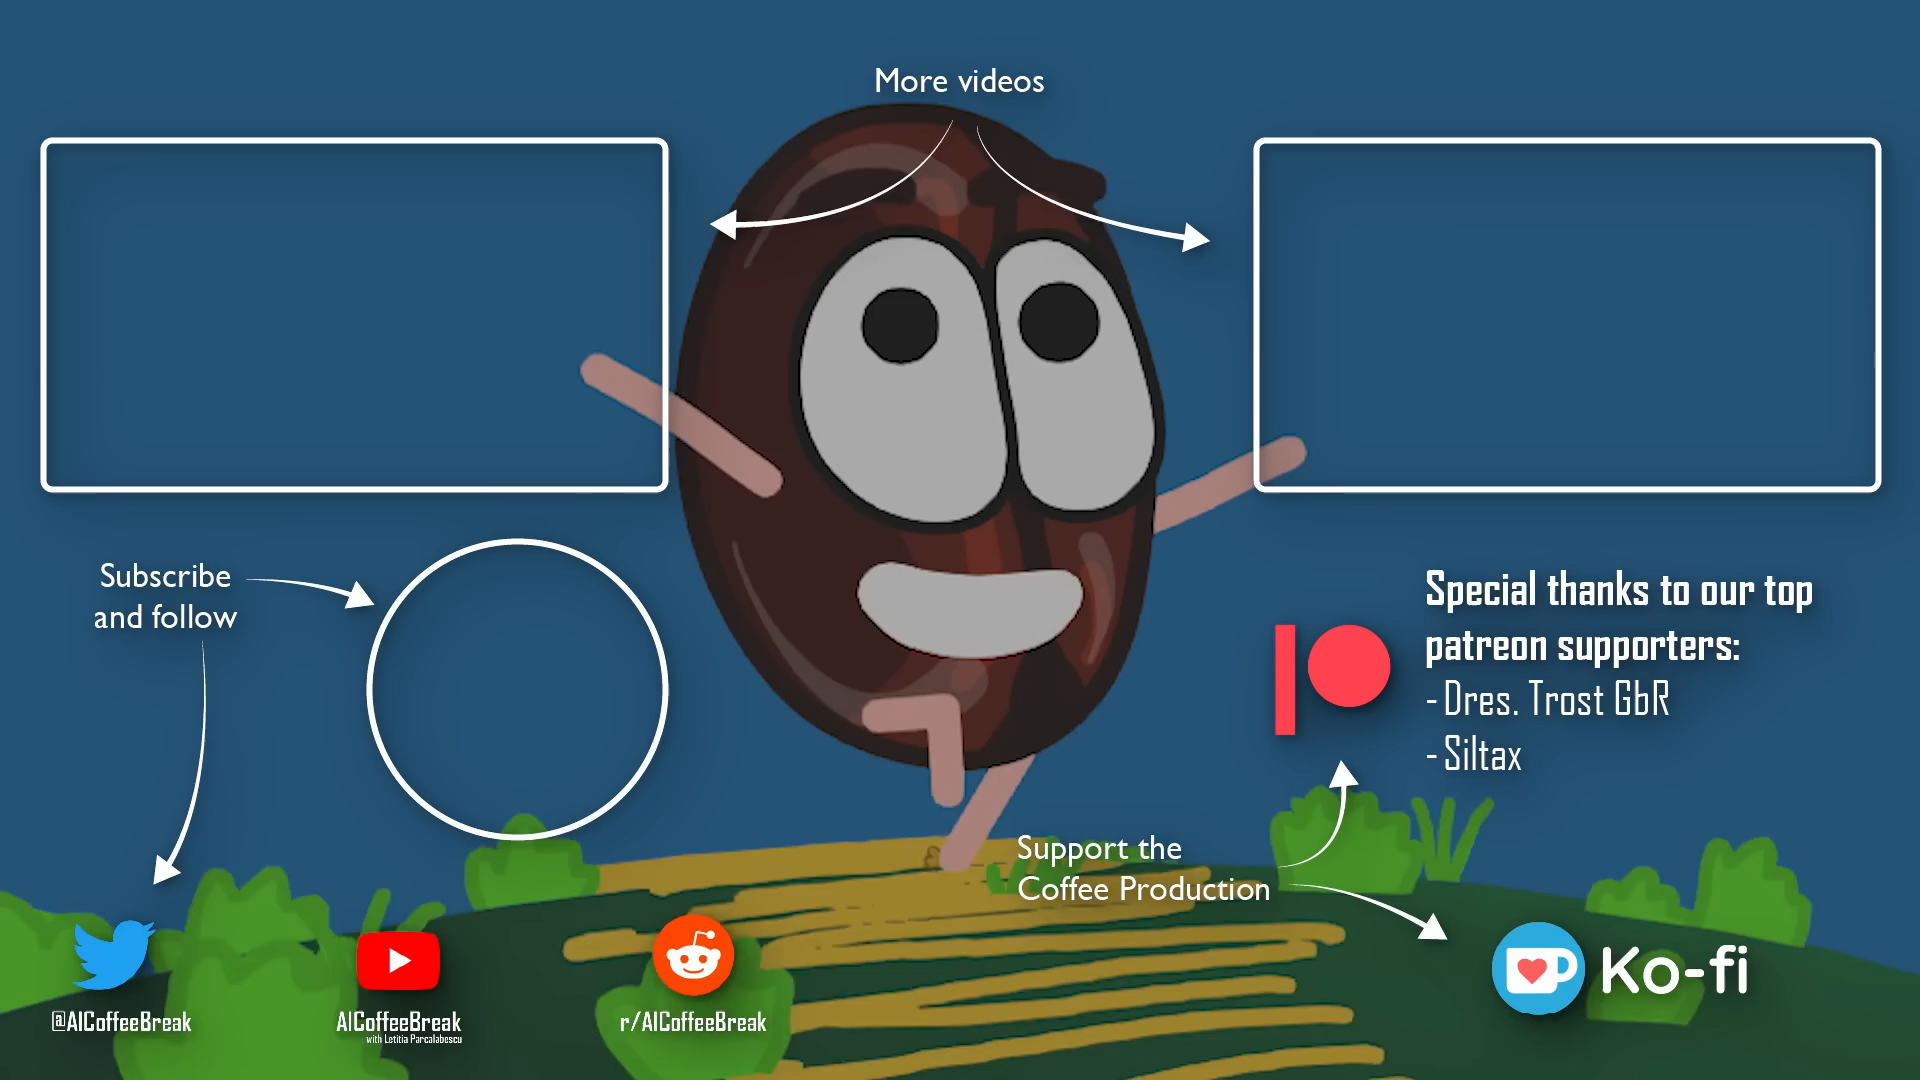 More videos
Subscribe
and follow
Special thanks to our top
patreon supporters:
- Dres. Trost GbR
- Siltax
Support the
Coffee Production
@AICoffeeBreak
AICoffeeBreak
with Letitia Parcalabescu
r/AICoffeeBreak
Ko-fi